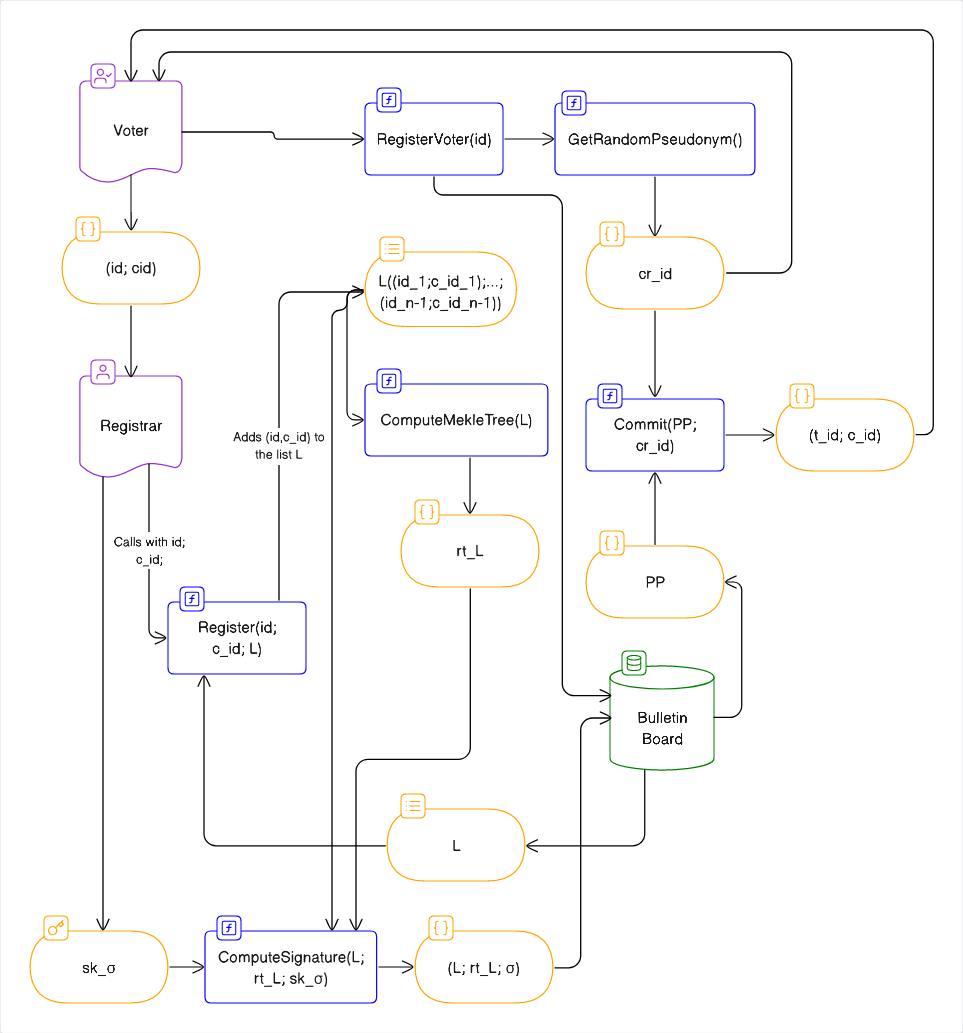 Voter
RegisterVoter(id)
GetRandomPseudonym()
(id; cid)
L((id_1;c_id_1);...;
(id_n-1;c_id_n-1))
cr_id
Registrar
Adds (id,c_id) to
the list L
ComputeMekleTree(L)
Commit(PP;
cr_id)
(t_id; c_id)
Calls with id;
c_id;
rt_L
PP
Register(id;
c_id; L)
Bulletin
Board
L
sk_σ
ComputeSignature(L;
rt_L; sk_σ)
(L; rt_L; σ)